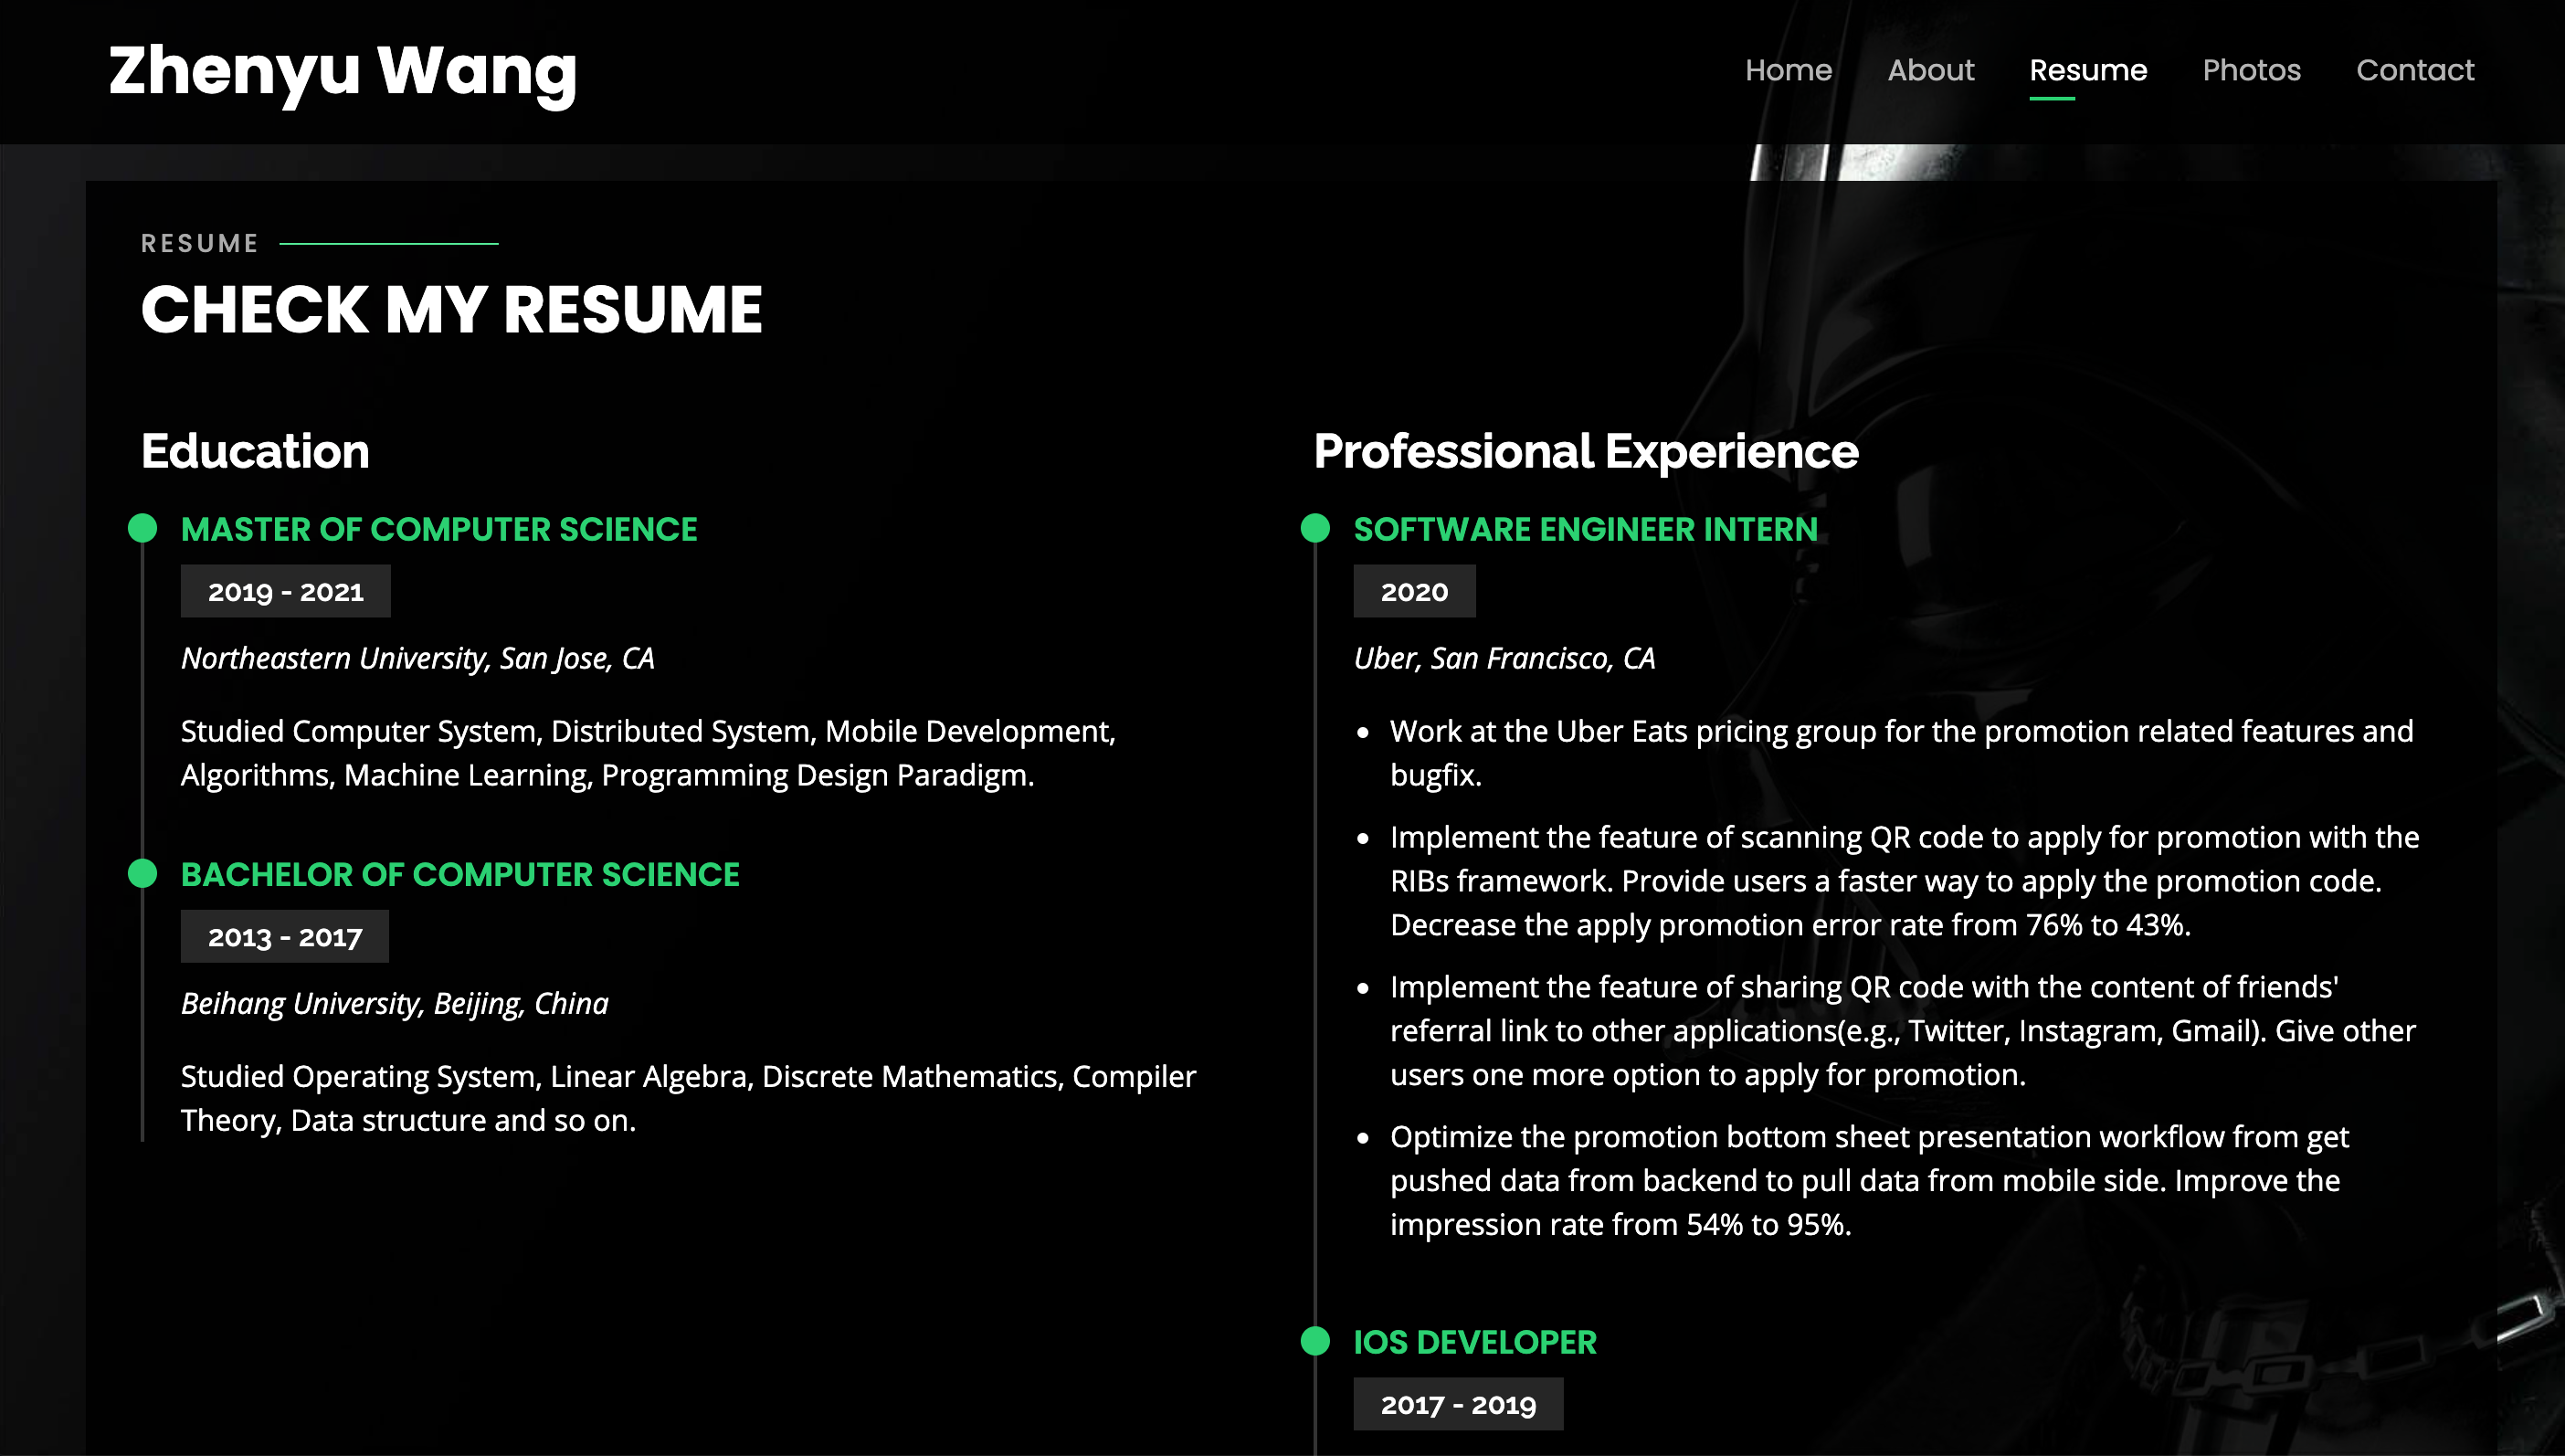 Zhenyu Wang
Home About Resume Photos Contact
RESUME
CHECK MY RESUME
Education
MASTER OF COMPUTER SCIENCE
2019 - 2021
Northeastern University, San Jose, CA
Studied Computer System, Distributed System, Mobile Development,
Algorithms, Machine Learning, Programming Design Paradigm.
BACHELOR OF COMPUTER SCIENCE
2013 - 2017
Beihang University, Beijing, China
Studied Operating System, Linear Algebra, Discrete Mathematics, Compiler
Theory, Data structure and so on.
Professional Experience
SOFTWARE ENGINEER INTERN
2020
Uber, San Francisco, CA
• Work at the Uber Eats pricing group for the promotion related features and
bugfix.
• Implement the feature of scanning QR code to apply for promotion with the
RIBs framework. Provide users a faster way to apply the promotion code.
Decrease the apply promotion error rate from 76% to 43%.
• Implement the feature of sharing QR code with the content of friends'
referral link to other applications(e.g., Twitter, Instagram, Gmail). Give other
users one more option to apply for promotion.
• Optimize the promotion bottom sheet presentation workflow from get
pushed data from backend to pull data from mobile side. Improve the
impression rate from 54% to 95%.
IOS DEVELOPER
2017 - 2019